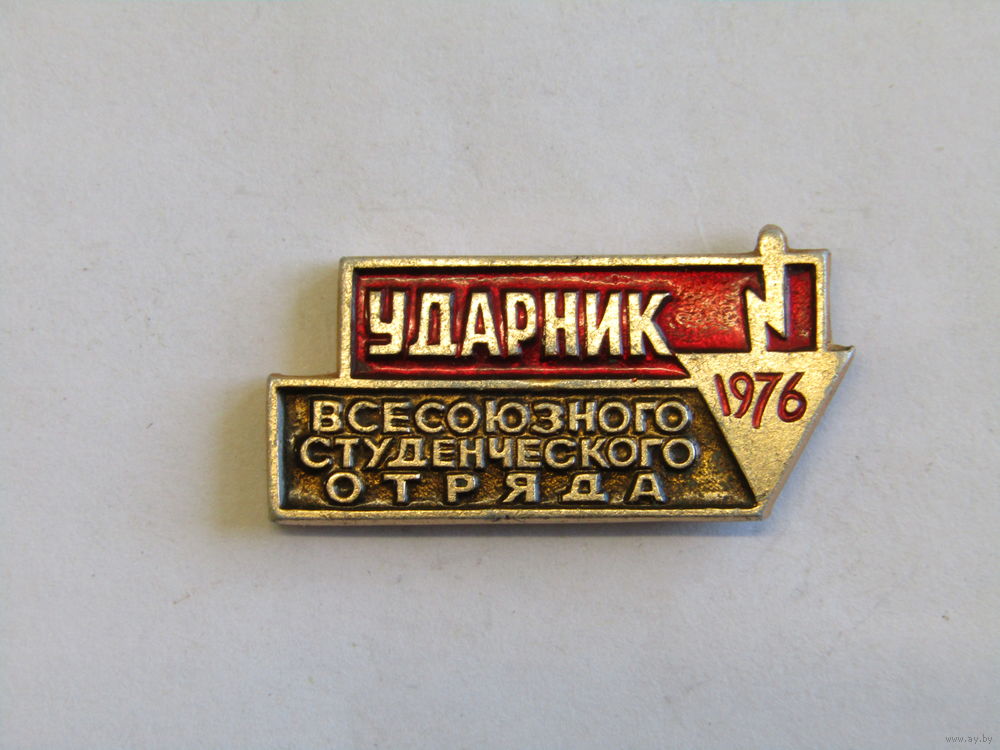 УДАРНИК
1976
ВСЕСОЮЗНОГО
СТУДЕНЧЕСКОГО
ОТРЯДА
www.ay.by